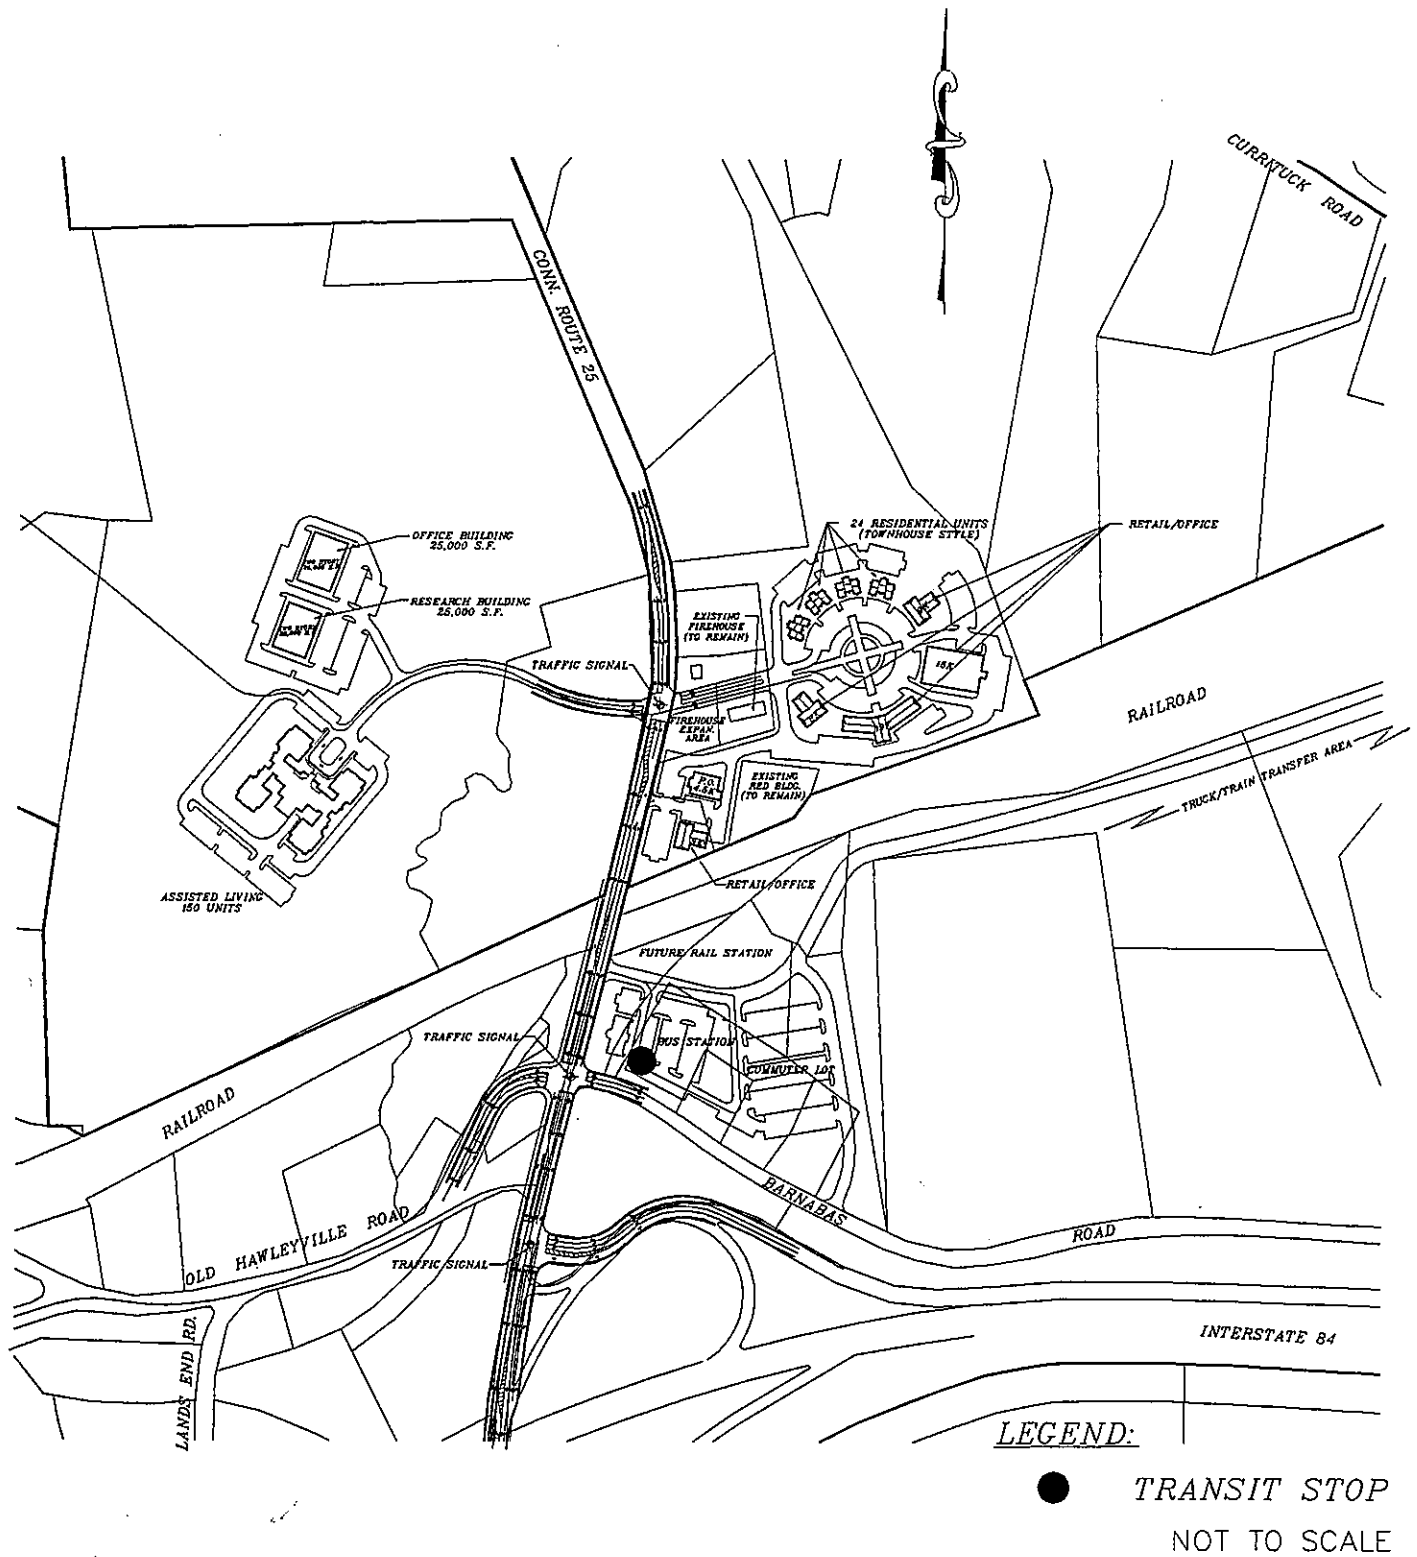 CURRITUCK ROAD
CONN. ROUTE 25
OFFICE BUILDING
25,000 S.F.
24 RESIDENTIAL UNITS
(TOWNHOUSE STYLE)
RETAIL/OFFICE
RESEARCH BUILDING
25,000 S.F.
EXISTING
FIREHOUSE
(TO REMAIN)
TRAFFIC SIGNAL
RAILROAD
FIREHOUSE
EXPAN.
AREA
P.O.
4.5K
EXISTING
RED BLDG.
(TO REMAIN)
TRUCK/TRAIN TRANSFER AREA
ASSISTED LIVING
150 UNITS
RETAIL/OFFICE
FUTURE RAIL STATION
TRAFFIC SIGNAL
BUS STATION
COMMUTER LOT
RAILROAD
BARNABAS
ROAD
OLD HAWLEYVILLE ROAD
TRAFFIC SIGNAL
LANDS END RD.
INTERSTATE 84
LEGEND:
TRANSIT STOP
NOT TO SCALE